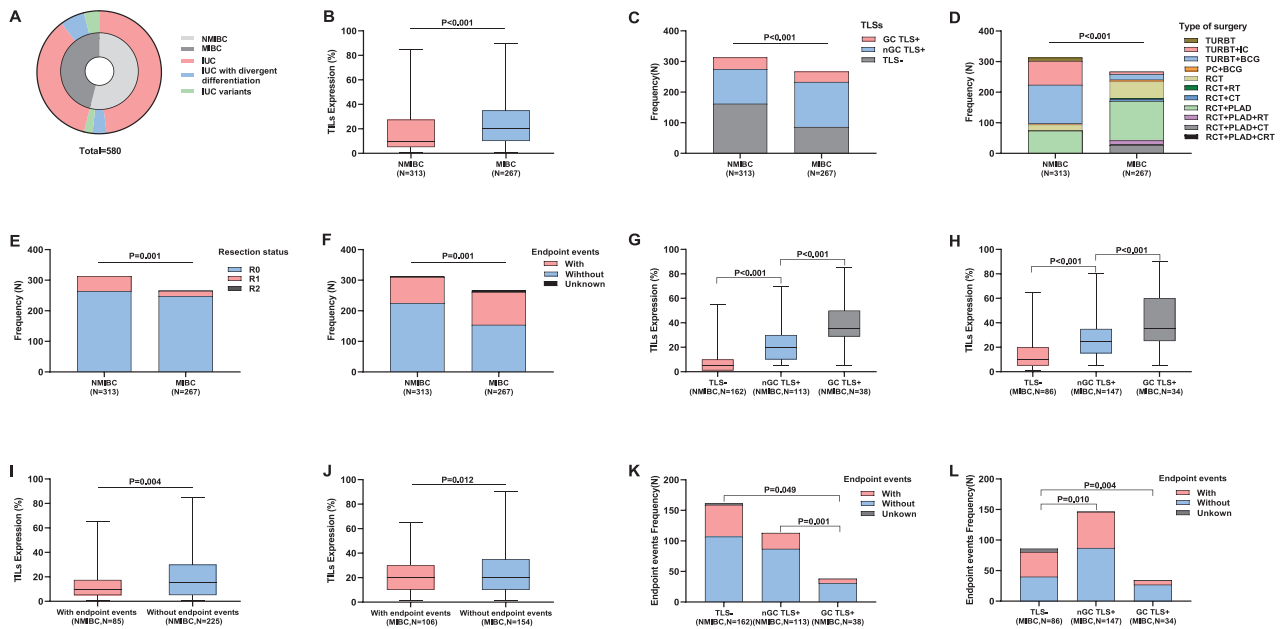 A
NMIBC
MIBC
IUC
IUC with divergent
differentiation
IUC variants
Total=580
B
P<0.001
TILs Expression (%)
100
80
60
40
20
0
NMIBC
(N=313)
MIBC
(N=267)
C
TLSs
GC TLS+
nGC TLS+
TLS-
P<0.001
Frequency(N)
400
300
200
100
0
NMIBC
(N=313)
MIBC
(N=267)
D
Type of surgery
TURBT
TURBT+IC
TURBT+BCG
PC+BCG
RCT
RCT+RT
RCT+CT
RCT+PLAD
RCT+PLAD+RT
RCT+PLAD+CT
RCT+PLAD+CRT
P<0.001
Frequency (N)
400
300
200
100
0
NMIBC
(N=313)
MIBC
(N=267)
E
Resection status
R0
R1
R2
P=0.001
Frequency (N)
400
300
200
100
0
NMIBC
(N=313)
MIBC
(N=267)
F
Endpoint events
With
Wihthout
Unknown
P=0.001
Frequency (N)
400
300
200
100
0
NMIBC
(N=313)
MIBC
(N=267)
G
P<0.001
P<0.001
TILs Expression (%)
100
80
60
40
20
0
TLS-
(NMIBC,N=162)
nGC TLS+
(NMIBC,N=113)
GC TLS+
(NMIBC,N=38)
H
P<0.001
P<0.001
TILs Expression (%)
100
80
60
40
20
0
TLS-
(MIBC,N=86)
nGC TLS+
(MIBC,N=147)
GC TLS+
(MIBC,N=34)
I
P=0.004
TILs Expression (%)
100
80
60
40
20
0
With endpoint events
(NMIBC,N=85)
Without endpoint events
(NMIBC,N=225)
J
P=0.012
TILs Expression (%)
100
80
60
40
20
0
With endpoint events
(MIBC,N=106)
Without endpoint events
(MIBC,N=154)
K
Endpoint events
With
Without
Unkown
P=0.049
P=0.001
Endpoint events Frequency(N)
200
150
100
50
0
TLS-
(NMIBC,N=162)
nGC TLS+
(NMIBC,N=113)
GC TLS+
(NMIBC,N=38)
L
Endpoint events
With
Without
Unkown
P=0.004
P=0.010
Endpoint events Frequency(N)
200
150
100
50
0
TLS-
(MIBC,N=86)
nGC TLS+
(MIBC,N=147)
GC TLS+
(MIBC,N=34)